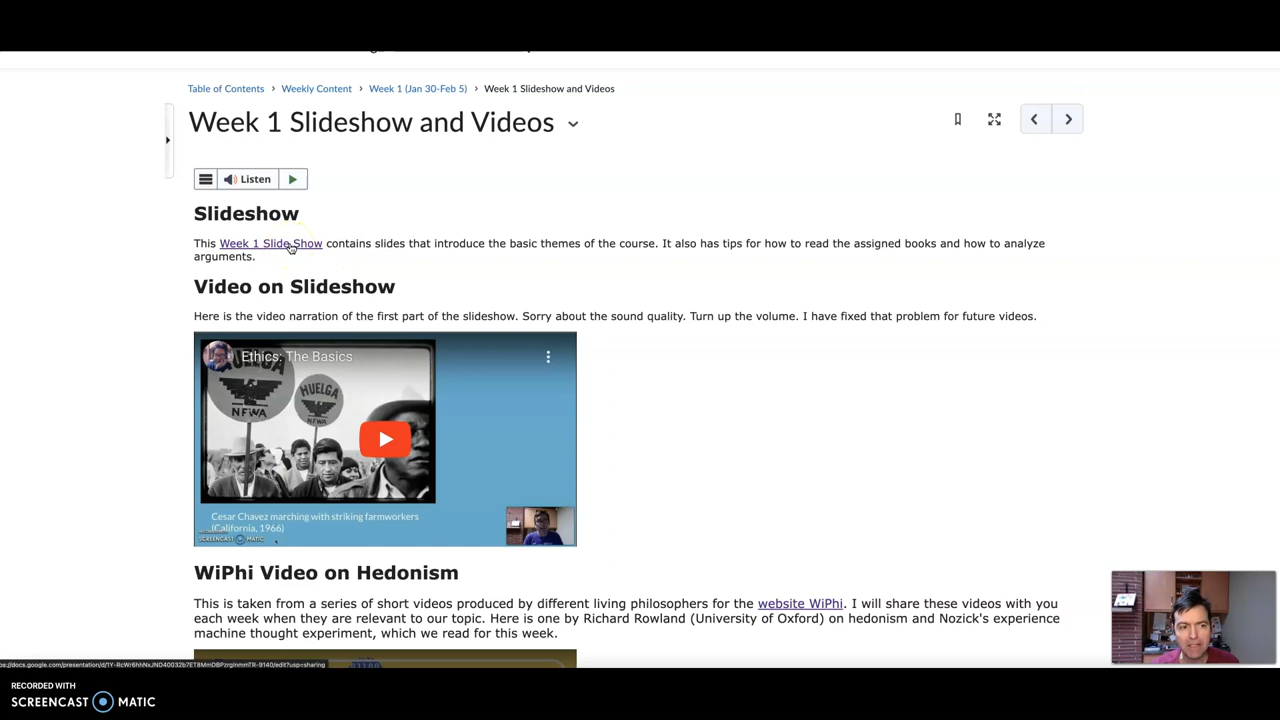 Table of Contents > Weekly Content > Week 1 (Jan 30-Feb 5) > Week 1 Slideshow and Videos
Week 1 Slideshow and Videos
Listen
Slideshow
This Week 1 Slide Show contains slides that introduce the basic themes of the course. It also has tips for how to read the assigned books and how to analyze
arguments.
Video on Slideshow
Here is the video narration of the first part of the slideshow. Sorry about the sound quality. Turn up the volume. I have fixed that problem for future videos.
Ethics: The Basics
HUELGA
NFWA
HUELGA
NFWA
Cesar Chavez marching with striking farmworkers
(California, 1966)
SCREENCAST MATIC
WiPhi Video on Hedonism
This is taken from a series of short videos produced by different living philosophers for the website WiPhi. I will share these videos with you
each week when they are relevant to our topic. Here is one by Richard Rowland (University of Oxford) on hedonism and Nozick's experience
machine thought experiment, which we read for this week.
RECORDED WITH
SCREENCAST MATIC